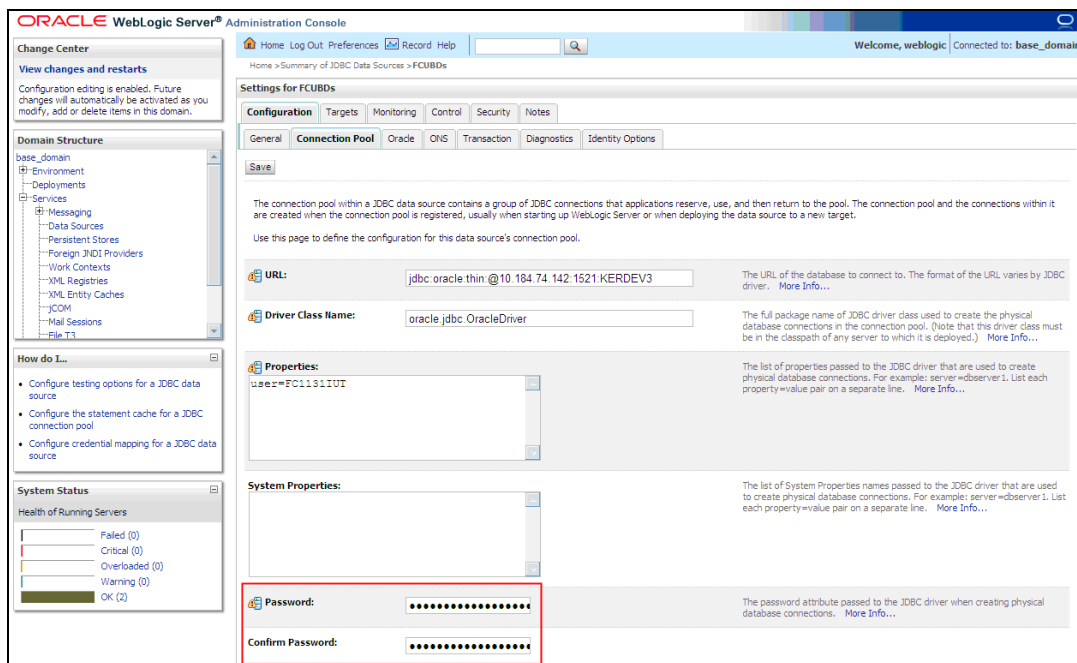 ORACLE WebLogic Server® Administration Console
Change Center
View changes and restarts
Configuration editing is enabled. Future
changes will automatically be activated as you
modify, add or delete items in this domain.
Domain Structure
base_domain
Environment
Deployments
Services
Messaging
Data Sources
Persistent Stores
Foreign JNDI Providers
Work Contexts
XML Registries
XML Entity Caches
jCOM
Mail Sessions
File T3
How do I...
Configure testing options for a JDBC data
source
Configure the statement cache for a JDBC
connection pool
Configure credential mapping for a JDBC data
source
System Status
Health of Running Servers
Failed (0)
Critical (0)
Overloaded (0)
Warning (0)
OK (2)
Home Log Out Preferences Record Help
Welcome, weblogic Connected to: base_domain
Home >Summary of JDBC Data Sources >FCUBDs
Settings for FCUBDs
Configuration Targets Monitoring Control Security Notes
General Connection Pool Oracle ONS Transaction Diagnostics Identity Options
Save
The connection pool within a JDBC data source contains a group of JDBC connections that applications reserve, use, and then return to the pool. The connection pool and the connections within it
are created when the connection pool is registered, usually when starting up WebLogic Server or when deploying the data source to a new target.
Use this page to define the configuration for this data source's connection pool.
URL: jdbc:oracle:thin:@10.184.74.142:1521:KERDEV3
The URL of the database to connect to. The format of the URL varies by JDBC
driver. More Info...
Driver Class Name: oracle.jdbc.OracleDriver
The full package name of JDBC driver class used to create the physical
database connections in the connection pool. (Note that this driver class must
be in the classpath of any server to which it is deployed.) More Info...
Properties:
user=FC1131IUT
The list of properties passed to the JDBC driver that are used to create
physical database connections. For example: server=dbserver1. List each
property=value pair on a separate line. More Info...
System Properties:
The list of System Properties names passed to the JDBC driver that are used
to create physical database connections. For example: server=dbserver1. List
each property=value pair on a separate line. More Info...
Password: ●●●●●●●●●●●●●●●●●●
The password attribute passed to the JDBC driver when creating physical
database connections. More Info...
Confirm Password: ●●●●●●●●●●●●●●●●●●